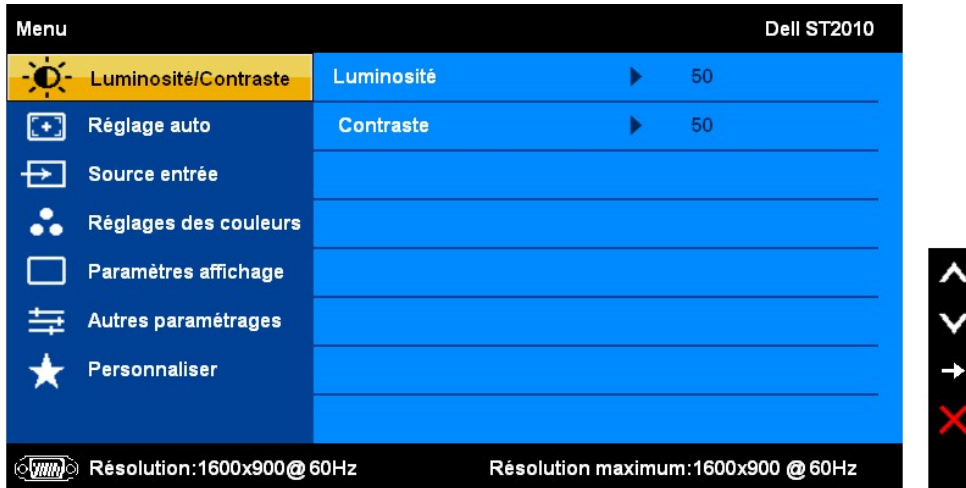 Menu Dell ST2010
Luminosité/Contraste Luminosité 50
Réglage auto Contraste 50
Source entrée
Réglages des couleurs
Paramètres affichage
Autres paramétrages
Personnaliser
Résolution:1600x900@60Hz Résolution maximum:1600x900 @60Hz